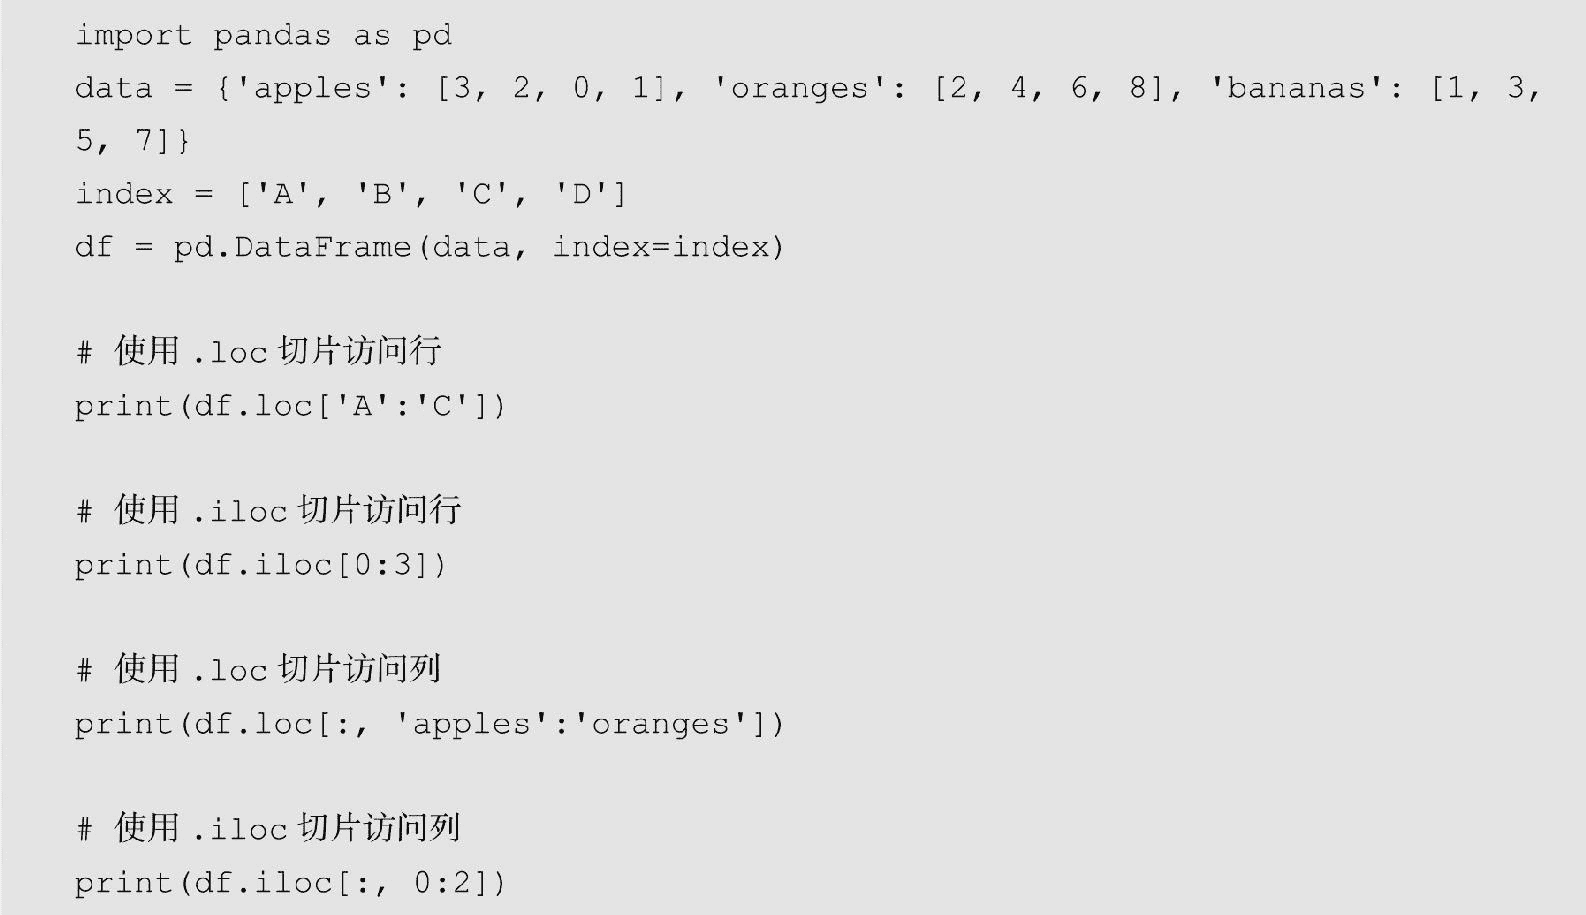 import pandas as pd
data = {'apples': [3, 2, 0, 1], 'oranges': [2, 4, 6, 8], 'bananas': [1, 3,
5, 7]}
index = ['A', 'B', 'C', 'D']
df = pd.DataFrame(data, index=index)
# 使用 .loc 切片访问行
print(df.loc['A':'C'])
# 使用 .iloc 切片访问行
print(df.iloc[0:3])
# 使用 .loc 切片访问列
print(df.loc[:, 'apples':'oranges'])
# 使用 .iloc 切片访问列
print(df.iloc[:, 0:2])